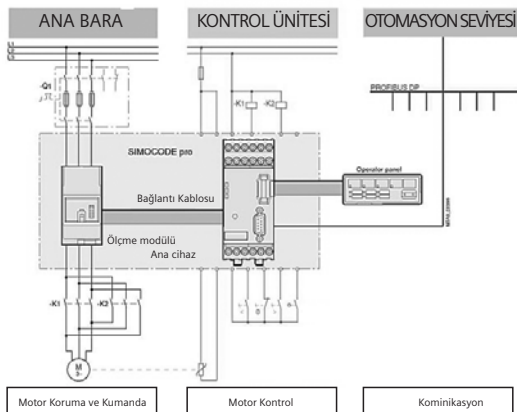 ANA BARA
KONTROL ÜNİTESİ
OTOMASYON SEVİYESİ
PROFIBUS DP
-Q1
-K1
-K2
SIMOCODE pro
Operator panel
Bağlantı Kablosu
Ölçme modülü
Ana cihaz
-K1
-K2
M
3~
Motor Koruma ve Kumanda
Motor Kontrol
Kominikasyon